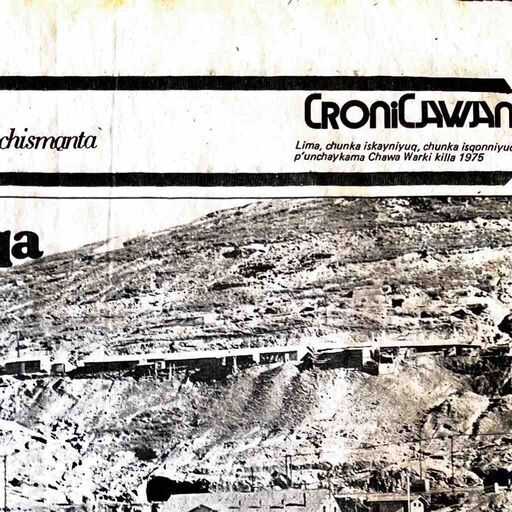 CRONICAWAN
chismanta
Lima, chunka iskayniyuq, chunka isqonniyuq
p'unchaykama Chawa Warki killa 1975
qa